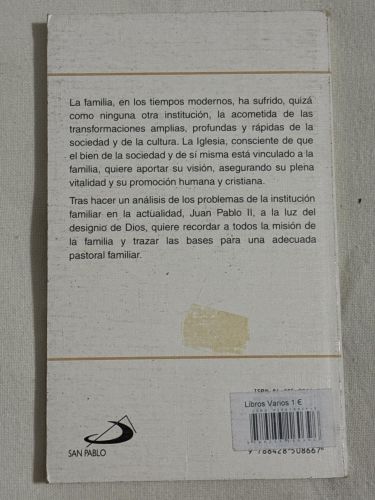 La familia, en los tiempos modernos, ha sufrido, quizá
como ninguna otra institución, la acometida de las
transformaciones amplias, profundas y rápidas de la
sociedad y de la cultura. La Iglesia, consciente de que
el bien de la sociedad y de sí misma está vinculado a la
familia, quiere aportar su visión, asegurando su plena
vitalidad y su promoción humana y cristiana.
Tras hacer un análisis de los problemas de la institución
familiar en la actualidad, Juan Pablo II, a la luz del
designio de Dios, quiere recordar a todos la misión de
la familia y trazar las bases para una adecuada
pastoral familiar.
Libros Varios 1 €
9 788428 508667
SAN PABLO